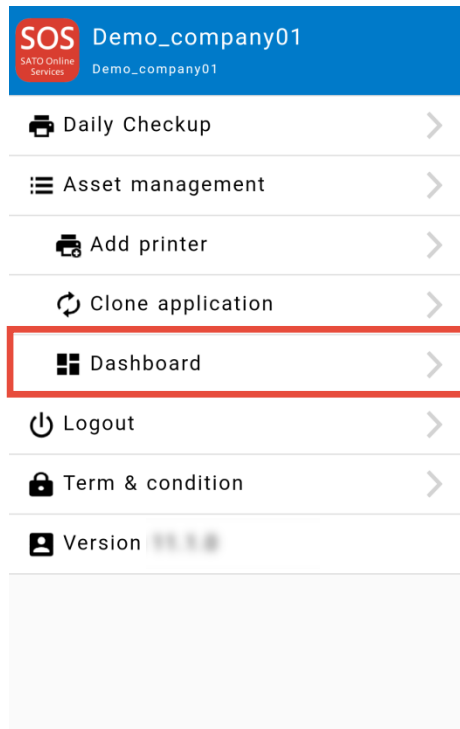 SOS
SATO Online
Services
Demo_company01
Demo_company01
Daily Checkup
Asset management
Add printer
Clone application
Dashboard
Logout
Term & condition
Version